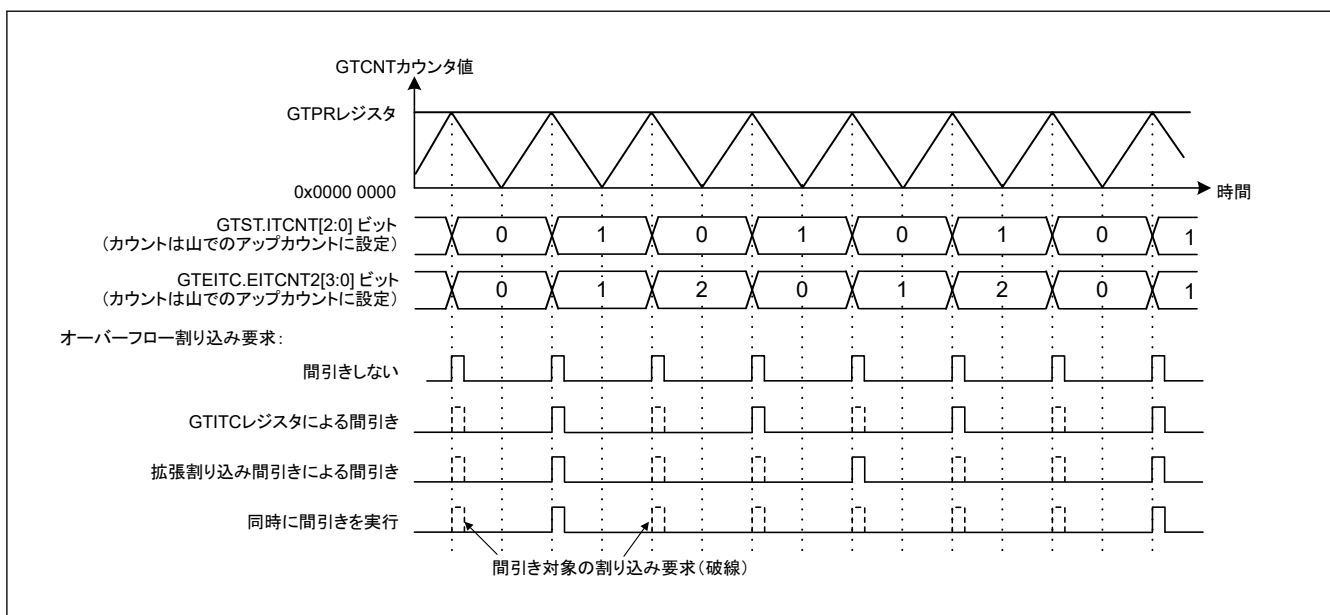 GTCNTカウンタ値
GTPRレジスタ
0x0000 0000
時間
GTST.ITCNT[2:0] ビット
（カウントは山でのアップカウントに設定）
0 1 0 1 0 1 0 1
GTEITC.EITCNT2[3:0] ビット
（カウントは山でのアップカウントに設定）
0 1 2 0 1 2 0 1
オーバーフロー割り込み要求：
間引きしない
GTITCレジスタによる間引き
拡張割り込み間引きによる間引き
同時に間引きを実行
間引き対象の割り込み要求（破線）